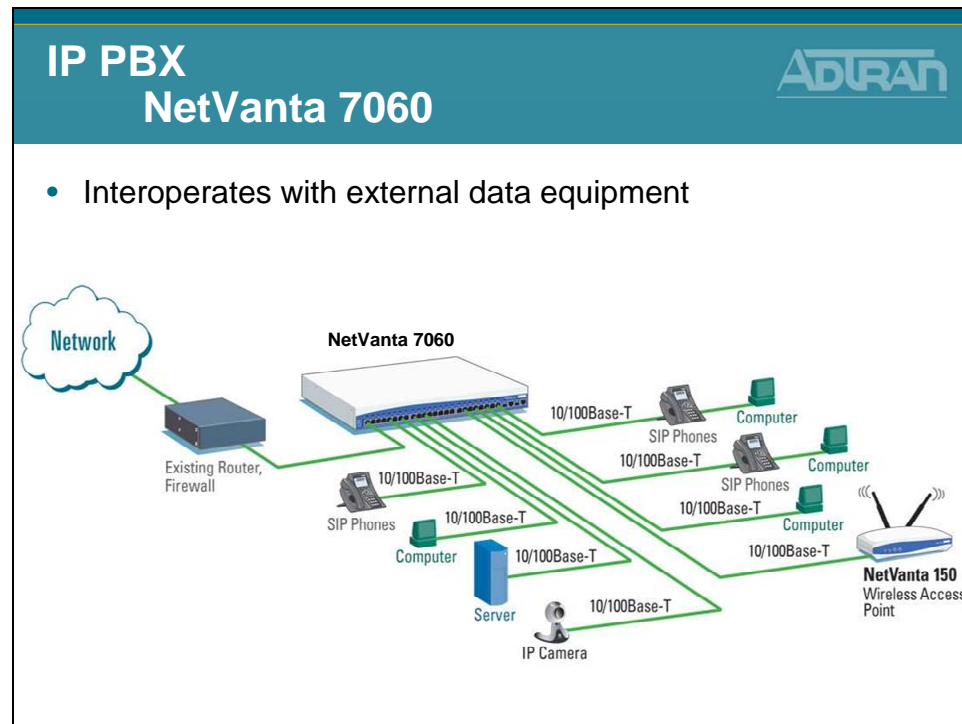 IP PBX
NetVanta 7060
ADTRAN
• Interoperates with external data equipment
Network
NetVanta 7060
Existing Router,
Firewall
10/100Base-T
SIP Phones
Computer
10/100Base-T
SIP Phones
Computer
10/100Base-T
SIP Phones
10/100Base-T
Computer
10/100Base-T
Computer
10/100Base-T
Server
10/100Base-T
NetVanta 150
Wireless Access
Point
10/100Base-T
IP Camera